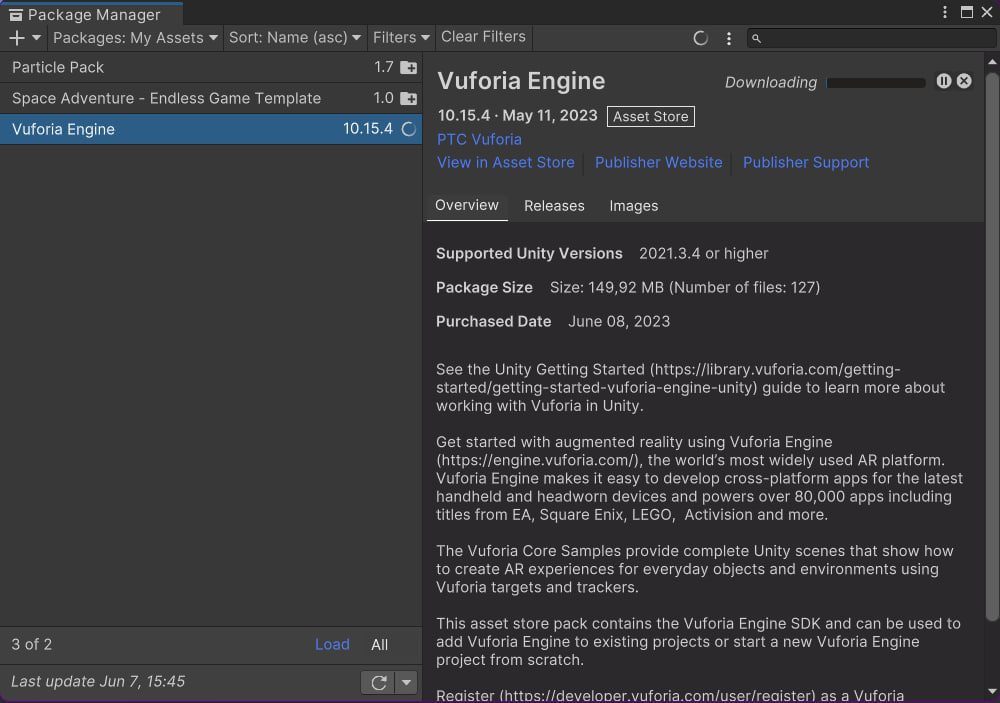 Package Manager
Packages: My Assets Sort: Name (asc) Filters Clear Filters
Particle Pack 1.7
Space Adventure - Endless Game Template 1.0
Vuforia Engine 10.15.4
3 of 2 Load All
Last update Jun 7, 15:45
Vuforia Engine Downloading
10.15.4 · May 11, 2023 Asset Store
PTC Vuforia
View in Asset Store Publisher Website Publisher Support
Overview Releases Images
Supported Unity Versions 2021.3.4 or higher
Package Size Size: 149,92 MB (Number of files: 127)
Purchased Date June 08, 2023
See the Unity Getting Started (https://library.vuforia.com/getting-
started/getting-started-vuforia-engine-unity) guide to learn more about
working with Vuforia in Unity.
Get started with augmented reality using Vuforia Engine
(https://engine.vuforia.com/), the world's most widely used AR platform.
Vuforia Engine makes it easy to develop cross-platform apps for the latest
handheld and headworn devices and powers over 80,000 apps including
titles from EA, Square Enix, LEGO,  Activision and more.
The Vuforia Core Samples provide complete Unity scenes that show how
to create AR experiences for everyday objects and environments using
Vuforia targets and trackers.
This asset store pack contains the Vuforia Engine SDK and can be used to
add Vuforia Engine to existing projects or start a new Vuforia Engine
project from scratch.
Register (https://developer.vuforia.com/user/register) as a Vuforia